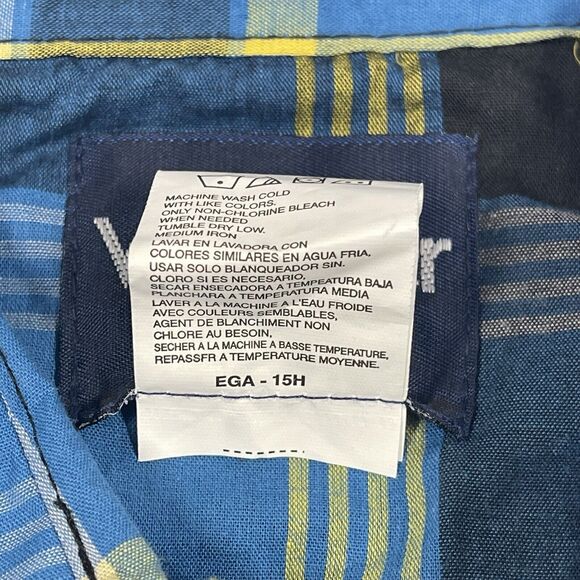 MACHINE WASH COLD
WITH LIKE COLORS.
ONLY NON-CHLORINE BLEACH
WHEN NEEDED
TUMBLE DRY LOW.
MEDIUM IRON
LAVAR EN LAVADORA CON
COLORES SIMILARES EN AGUA FRIA.
USAR SOLO BLANQUEADOR SIN.
CLORO SI ES NECESARIO.
SECAR ENSECADORA A TEMPEATURA BAJA
PLANCHARA A TEMPERATURA MEDIA
LAVER A LA MACHINE A L'EAU FROIDE
AVEC COULEURS SEMBLABLES,
AGENT DE BLANCHIMENT NON
CHLORE AU BESOIN,
SECHER A LA MACHINE A BASSE TEMPERATURE,
REPASSFR A TEMPERATURE MOYENNE.
EGA - 15H